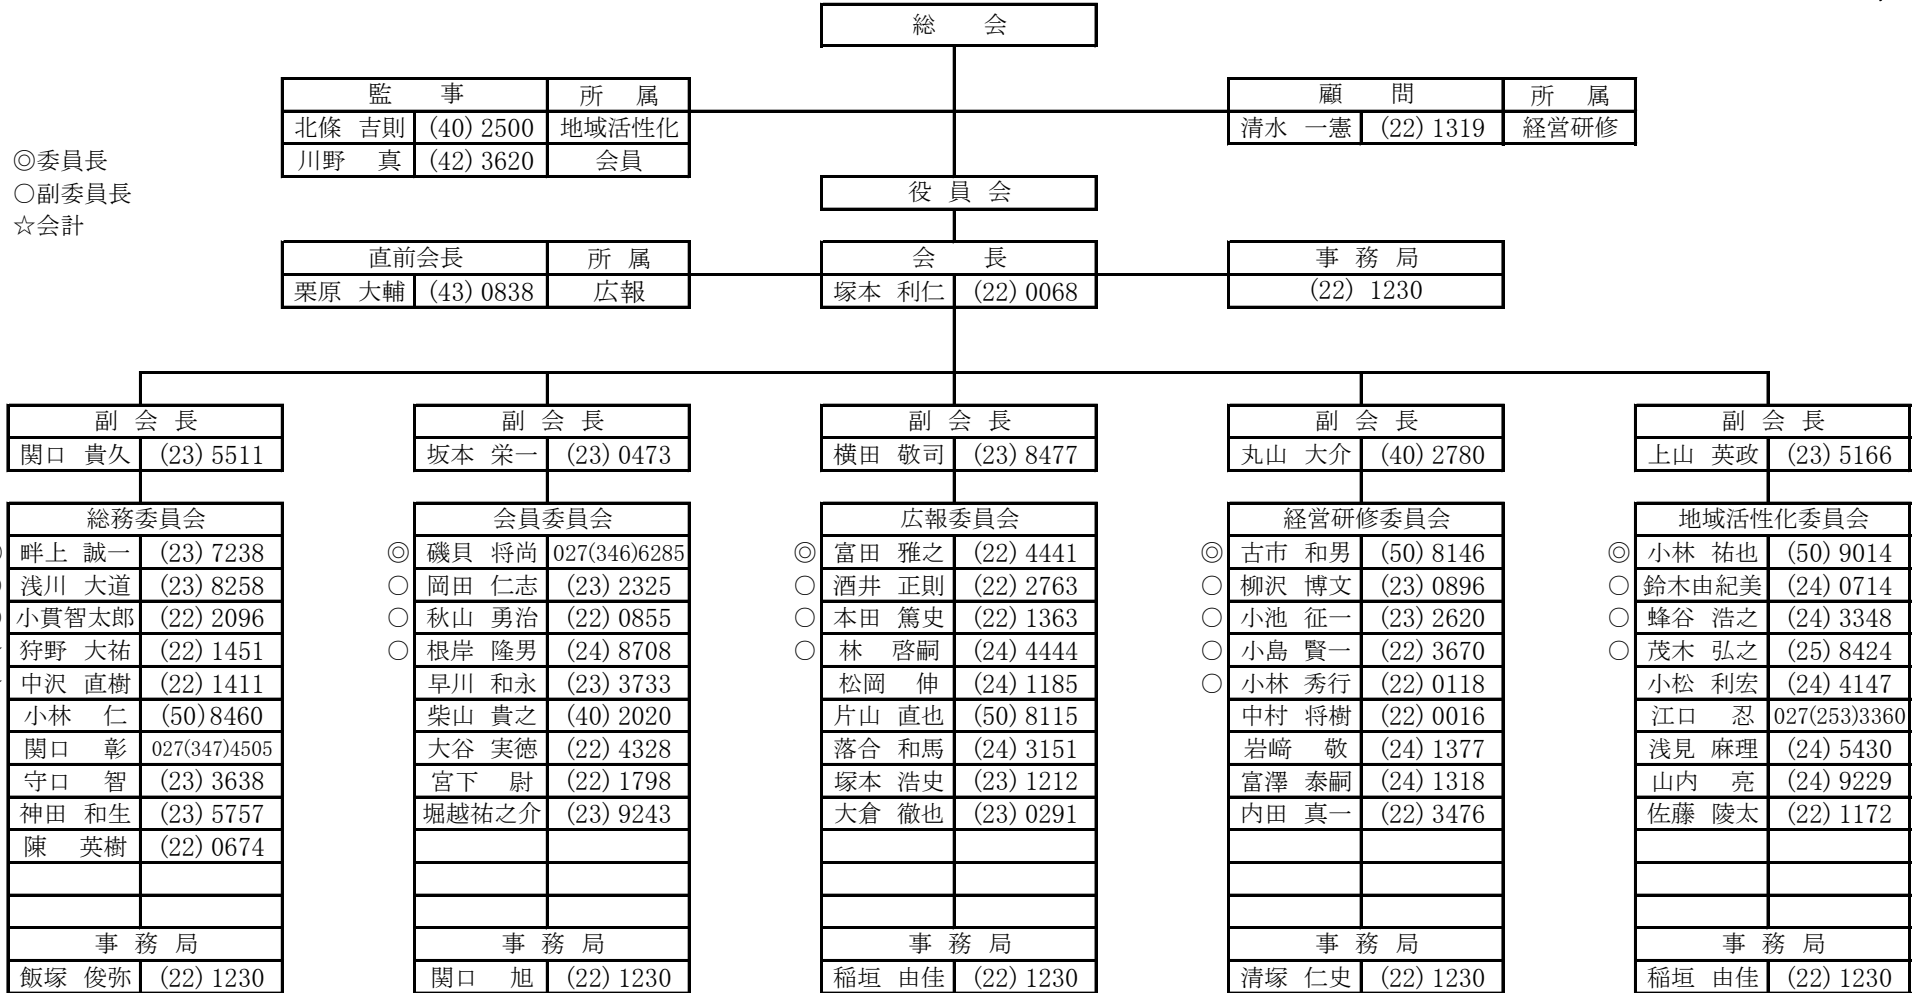 総　会
監　事 所　属
北條 吉則 (40) 2500 地域活性化
川野　真 (42) 3620 会員
顧　問 所　属
清水 一憲 (22) 1319 経営研修
◎委員長
○副委員長
☆会計
役 員 会
直前会長 所 属
栗原 大輔 (43) 0838 広報
会　長
塚本 利仁 (22) 0068
事 務 局
(22) 1230
副 会 長
関口 貴久 (23) 5511
総務委員会
畔上 誠一 (23) 7238
浅川 大道 (23) 8258
小貫智太郎 (22) 2096
狩野 大祐 (22) 1451
中沢 直樹 (22) 1411
小林　仁 (50)8460
関口　彰 027(347)4505
守口　智 (23) 3638
神田 和生 (23) 5757
陳　英樹 (22) 0674
事 務 局
飯塚 俊弥 (22) 1230
副 会 長
坂本 栄一 (23) 0473
会員委員会
◎ 磯貝 将尚 027(346)6285
○ 岡田 仁志 (23) 2325
○ 秋山 勇治 (22) 0855
○ 根岸 隆男 (24) 8708
早川 和永 (23) 3733
柴山 貴之 (40) 2020
大谷 実徳 (22) 4328
宮下　尉 (22) 1798
堀越祐之介 (23) 9243
事 務 局
関口　旭 (22) 1230
副 会 長
横田 敬司 (23) 8477
広報委員会
◎ 富田 雅之 (22) 4441
○ 酒井 正則 (22) 2763
○ 本田 篤史 (22) 1363
○ 林　啓嗣 (24) 4444
松岡　伸 (24) 1185
片山 直也 (50) 8115
落合 和馬 (24) 3151
塚本 浩史 (23) 1212
大倉 徹也 (23) 0291
事 務 局
稲垣 由佳 (22) 1230
副 会 長
丸山 大介 (40) 2780
経営研修委員会
◎ 古市 和男 (50) 8146
○ 柳沢 博文 (23) 0896
○ 小池 征一 (23) 2620
○ 小島 賢一 (22) 3670
○ 小林 秀行 (22) 0118
中村 将樹 (22) 0016
岩﨑　敬 (24) 1377
富澤 泰嗣 (24) 1318
内田 真一 (22) 3476
事 務 局
清塚 仁史 (22) 1230
副 会 長
上山 英政 (23) 5166
地域活性化委員会
◎ 小林 祐也 (50) 9014
○ 鈴木由紀美 (24) 0714
○ 蜂谷 浩之 (24) 3348
○ 茂木 弘之 (25) 8424
小松 利宏 (24) 4147
江口　忍 027(253)3360
浅見 麻理 (24) 5430
山内　亮 (24) 9229
佐藤 陵太 (22) 1172
事 務 局
稲垣 由佳 (22) 1230